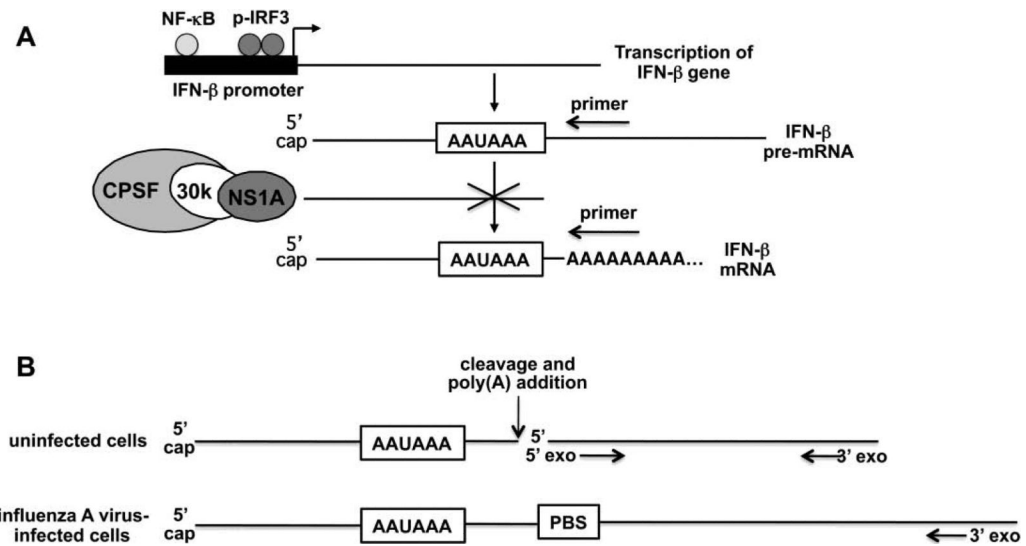 A
NF-κB p-IRF3
IFN-β promoter
Transcription of
IFN-β gene
primer
5'
cap
AAUAAA
IFN-β
pre-mRNA
CPSF 30k NS1A
primer
5'
cap
AAUAAA
AAAAAAAAA...
IFN-β
mRNA
B
cleavage and
poly(A) addition
uninfected cells
5'
cap
AAUAAA
5'
5' exo
3' exo
influenza A virus-
infected cells
5'
cap
AAUAAA
PBS
3' exo